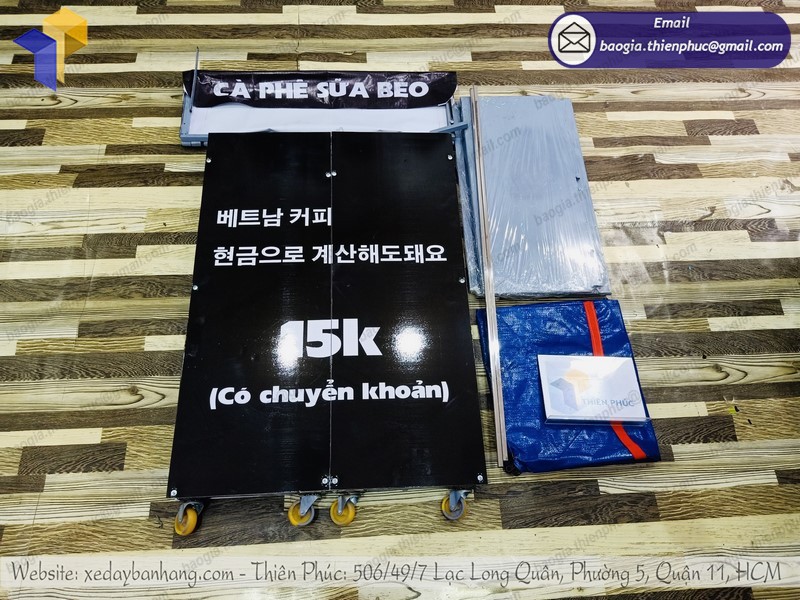 Email
baogia.thienphuc@gmail.com
CÀ PHÊ SỮA BÉO
베트남 커피
현금으로 계산해도돼요
15k
(Có chuyển khoản)
THIÊN PHÚC
Website: xedaybanhang.com - Thiên Phúc: 506/49/7 Lạc Long Quân, Phường 5, Quận 11, HCM